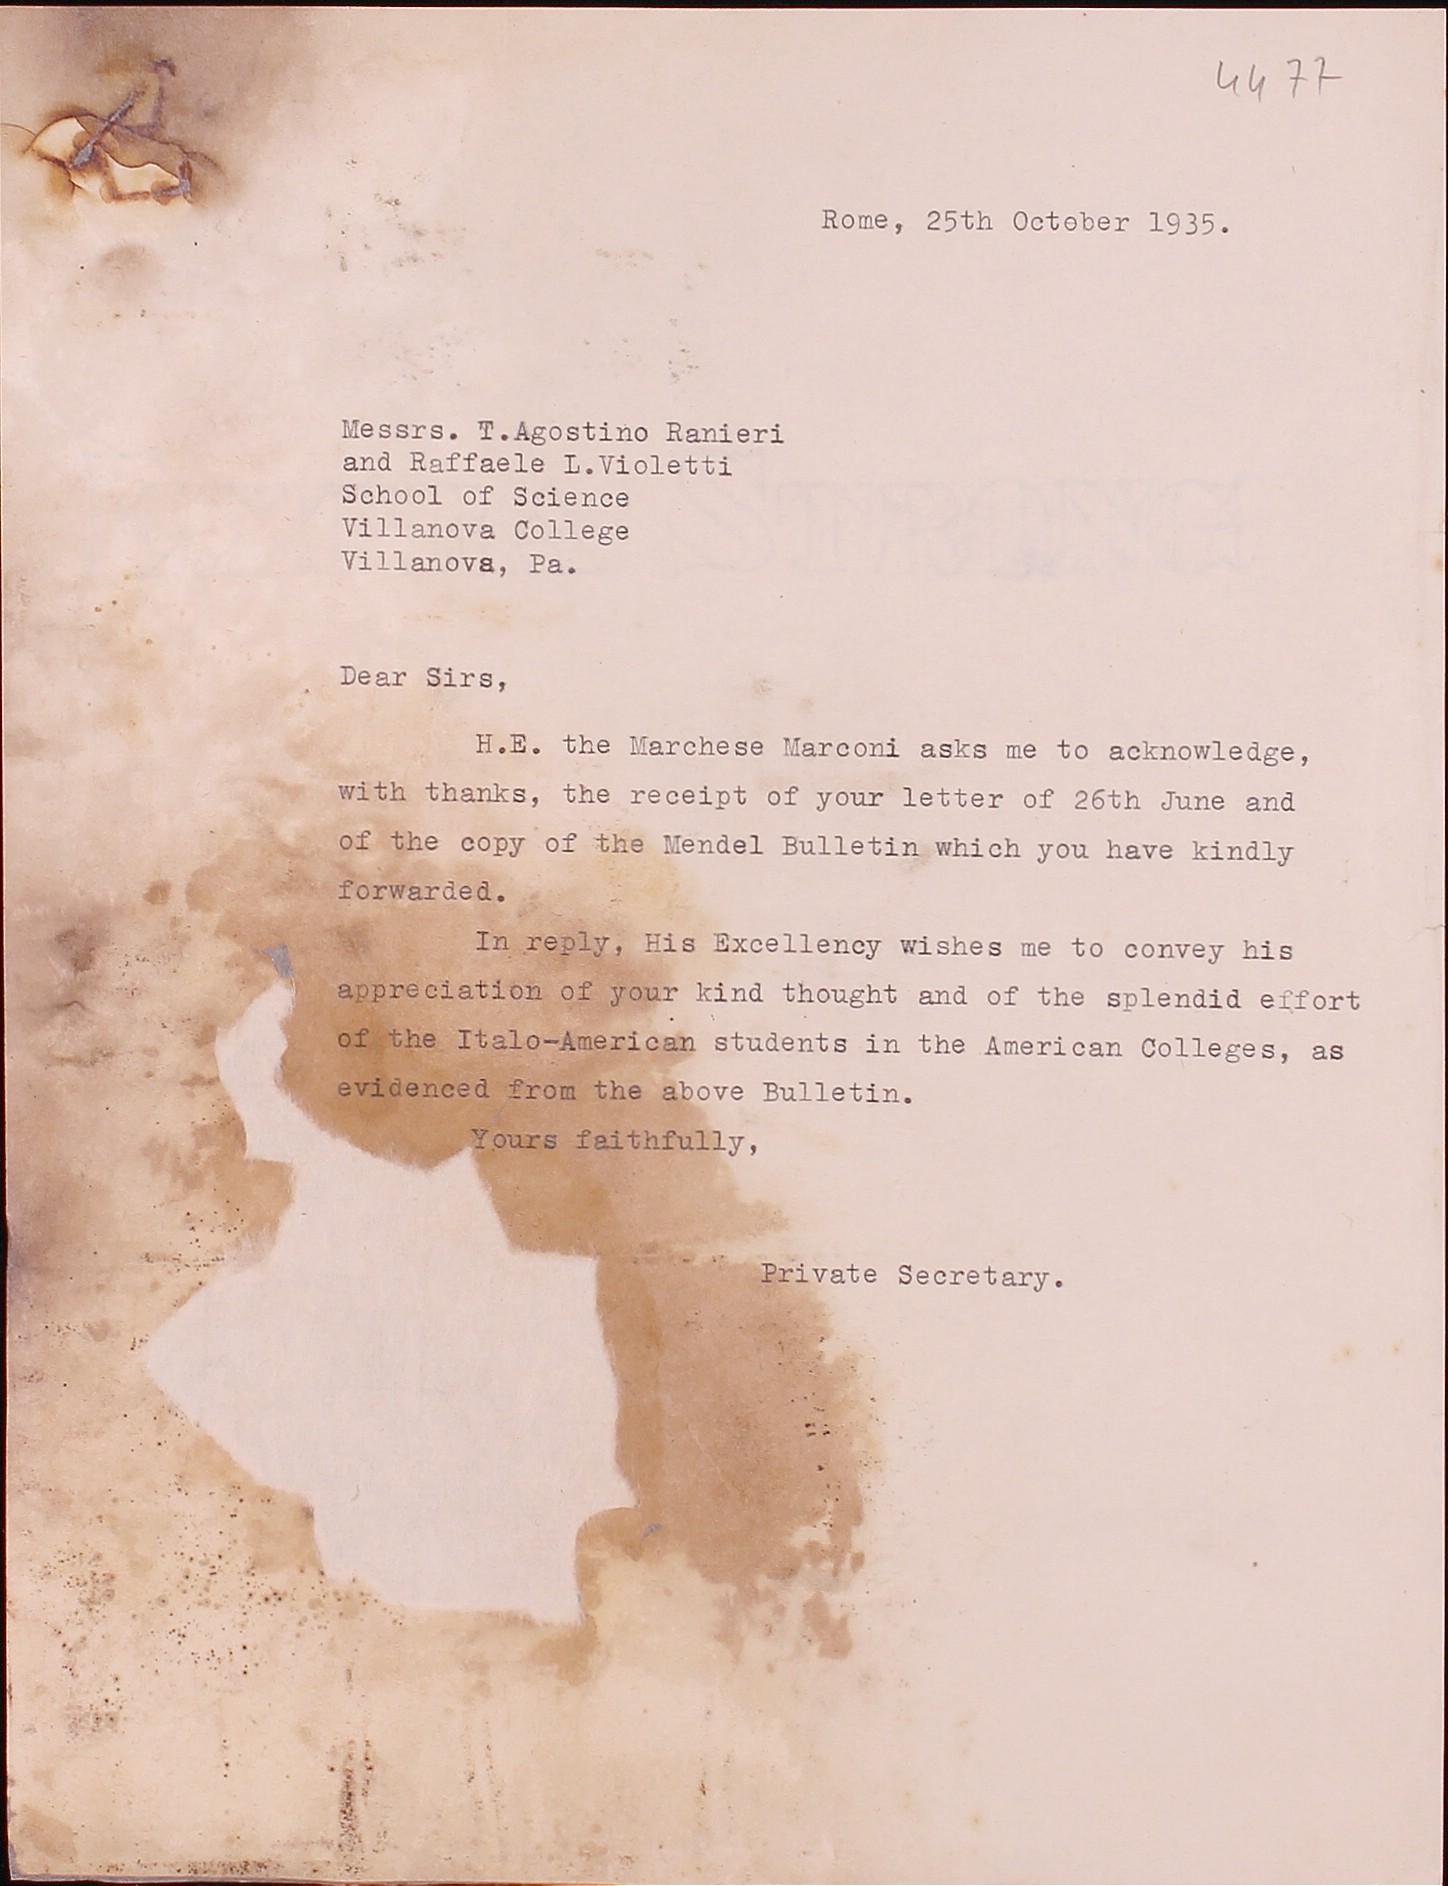 4477
Rome, 25th October 1935.
Messrs. T.Agostino Ranieri
and Raffaele L.Violetti
School of Science
Villanova College
Villanova, Pa.
Dear Sirs,
H.E. the Marchese Marconi asks me to acknowledge,
with thanks, the receipt of your letter of 26th June and
of the copy of the Mendel Bulletin which you have kindly
forwarded.
In reply, His Excellency wishes me to convey his
appreciation of your kind thought and of the splendid effort
of the Italo-American students in the American Colleges, as
evidenced from the above Bulletin.
Yours faithfully,
Private Secretary.